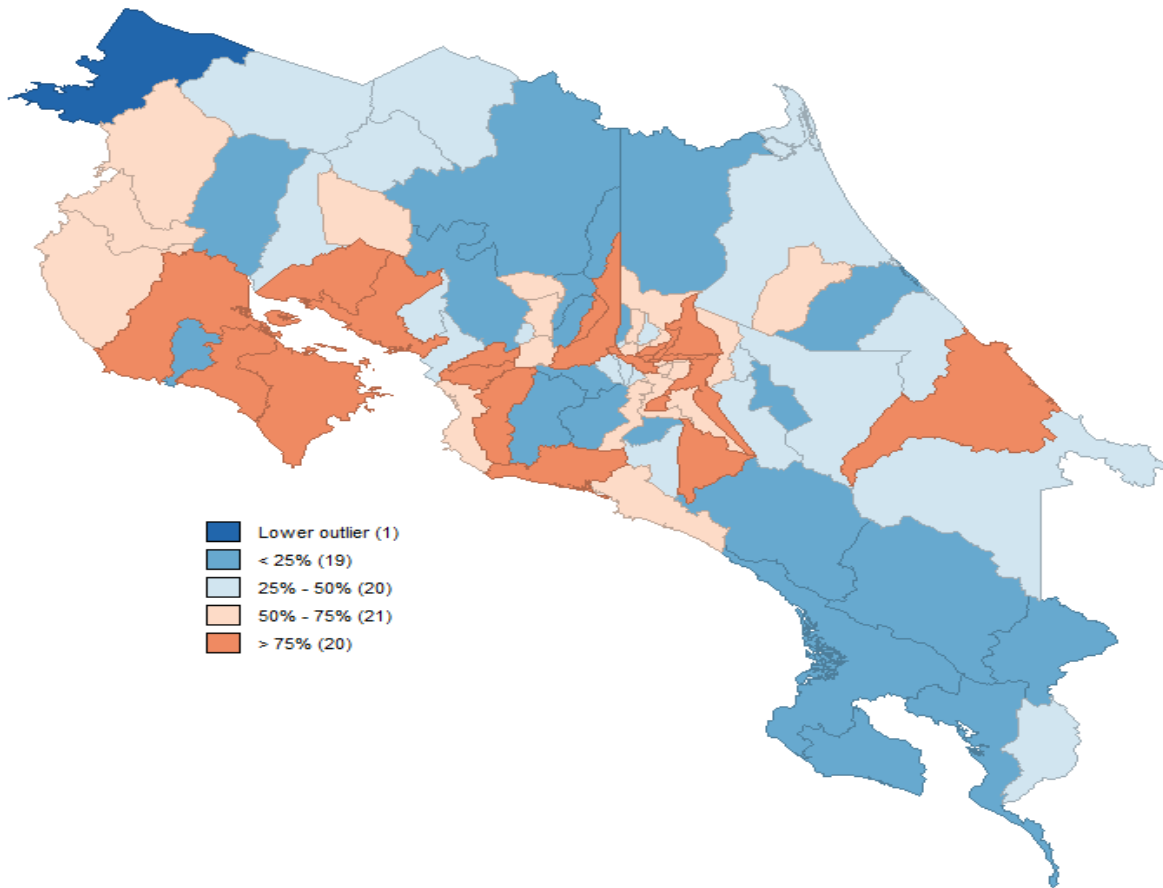 Lower outlier (1)
< 25% (19)
25% - 50% (20)
50% - 75% (21)
> 75% (20)